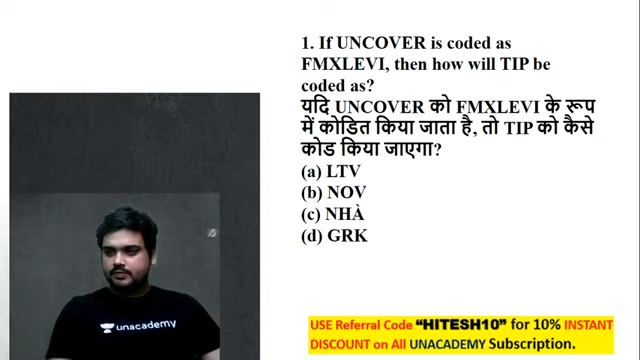 1. If UNCOVER is coded as
FMXLEVI, then how will TIP be
coded as?
यदि UNCOVER को FMXLEVI के रूप
में कोडित किया जाता है, तो TIP को कैसे
कोड किया जाएगा?
(a) LTV
(b) NOV
(c) NHÀ
(d) GRK
unacademy
USE Referral Code “HITESH10” for 10% INSTANT
DISCOUNT on All UNACADEMY Subscription.